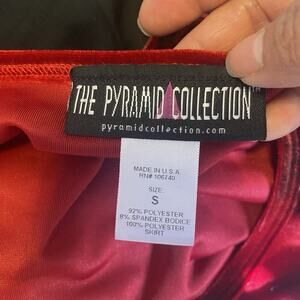 THE PYRAMID COLLECTION
pyramidcollection.com
MADE IN U.S.A.
RN# 106740
SIZE:
S
92% POLYESTER
8% SPANDEX BODICE
100% POLYESTER
SKIRT